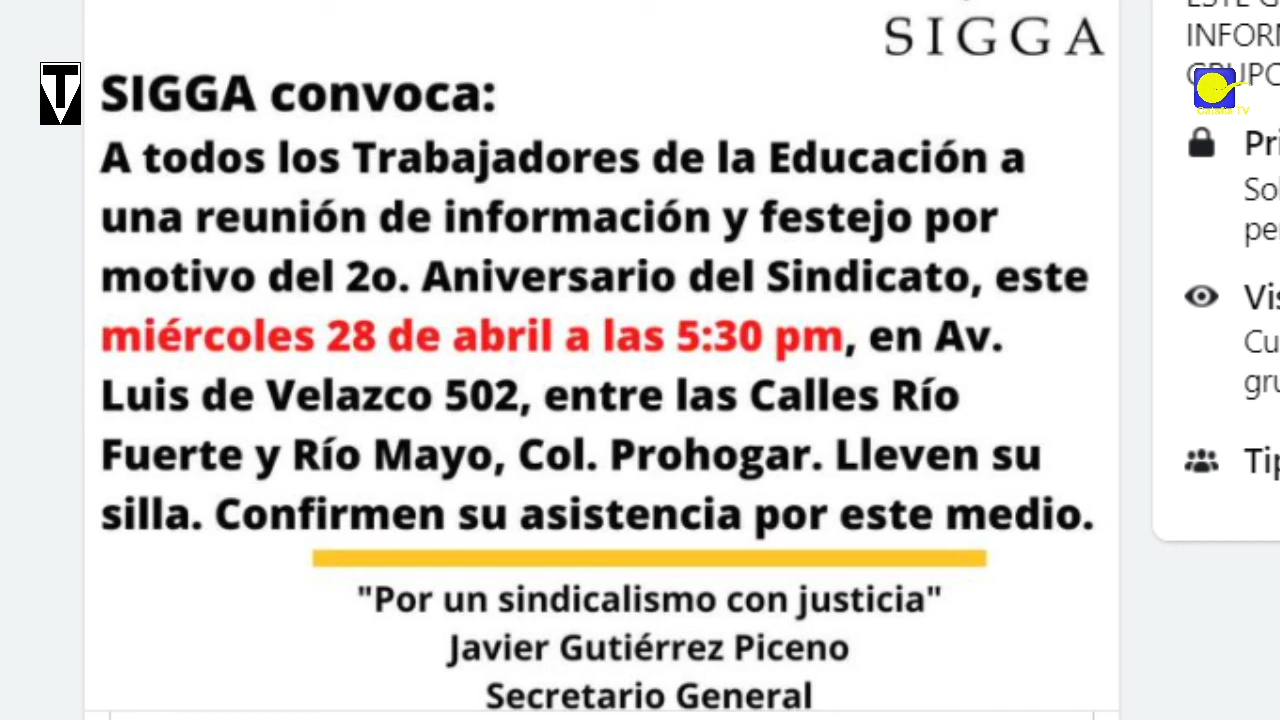 SIGGA
SIGGA convoca:
A todos los Trabajadores de la Educación a
una reunión de información y festejo por
motivo del 2o. Aniversario del Sindicato, este
miércoles 28 de abril a las 5:30 pm, en Av.
Luis de Velazco 502, entre las Calles Río
Fuerte y Río Mayo, Col. Prohogar. Lleven su
silla. Confirmen su asistencia por este medio.
"Por un sindicalismo con justicia"
Javier Gutiérrez Piceno
Secretario General
T